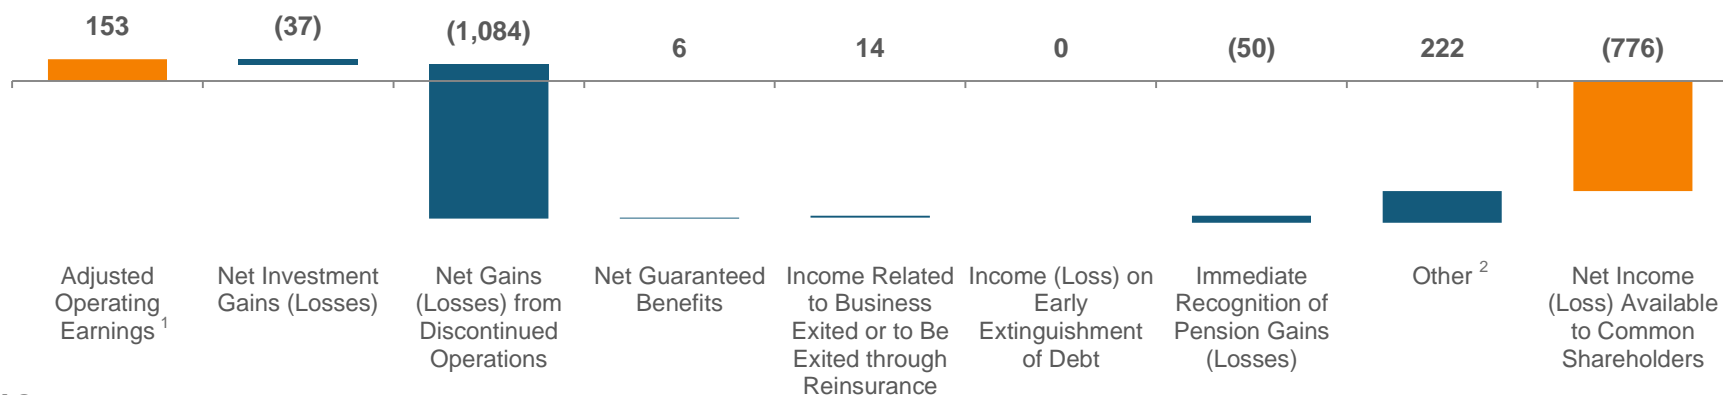 153 (37) (1,084) 6 14 0 (50) 222 (776)
Adjusted
Operating
Earnings 1
Net Investment
Gains (Losses)
Net Gains
(Losses) from
Discontinued
Operations
Net Guaranteed
Benefits
Income Related
to Business
Exited or to Be
Exited through
Reinsurance
Income (Loss) on
Early
Extinguishment
of Debt
Immediate
Recognition of
Pension Gains
(Losses)
Other 2
Net Income
(Loss) Available
to Common
Shareholders